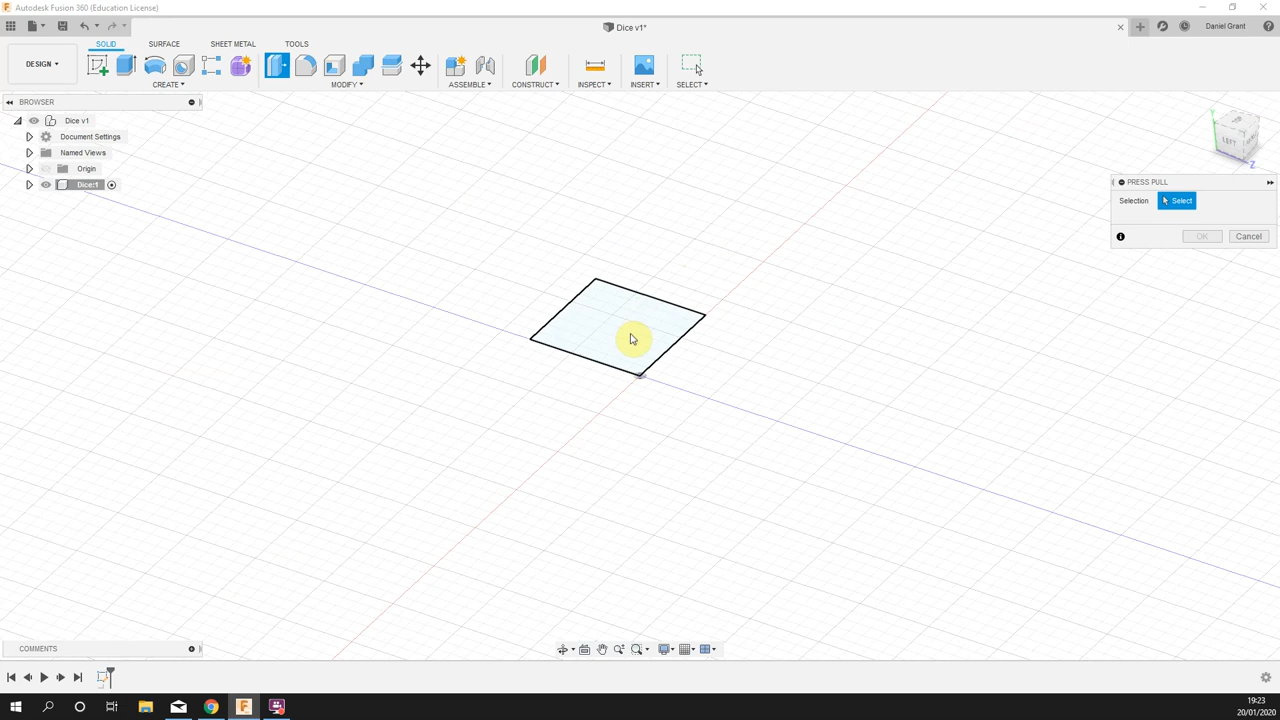 Autodesk Fusion 360 (Education License)
Dice v1*
Daniel Grant
DESIGN
SOLID SURFACE SHEET METAL TOOLS
CREATE MODIFY ASSEMBLE CONSTRUCT INSPECT INSERT SELECT
BROWSER
Dice v1
Document Settings
Named Views
Origin
Dice:1
LEFT
Y
Z
PRESS PULL
Selection Select
OK Cancel
COMMENTS
19:23
20/01/2020